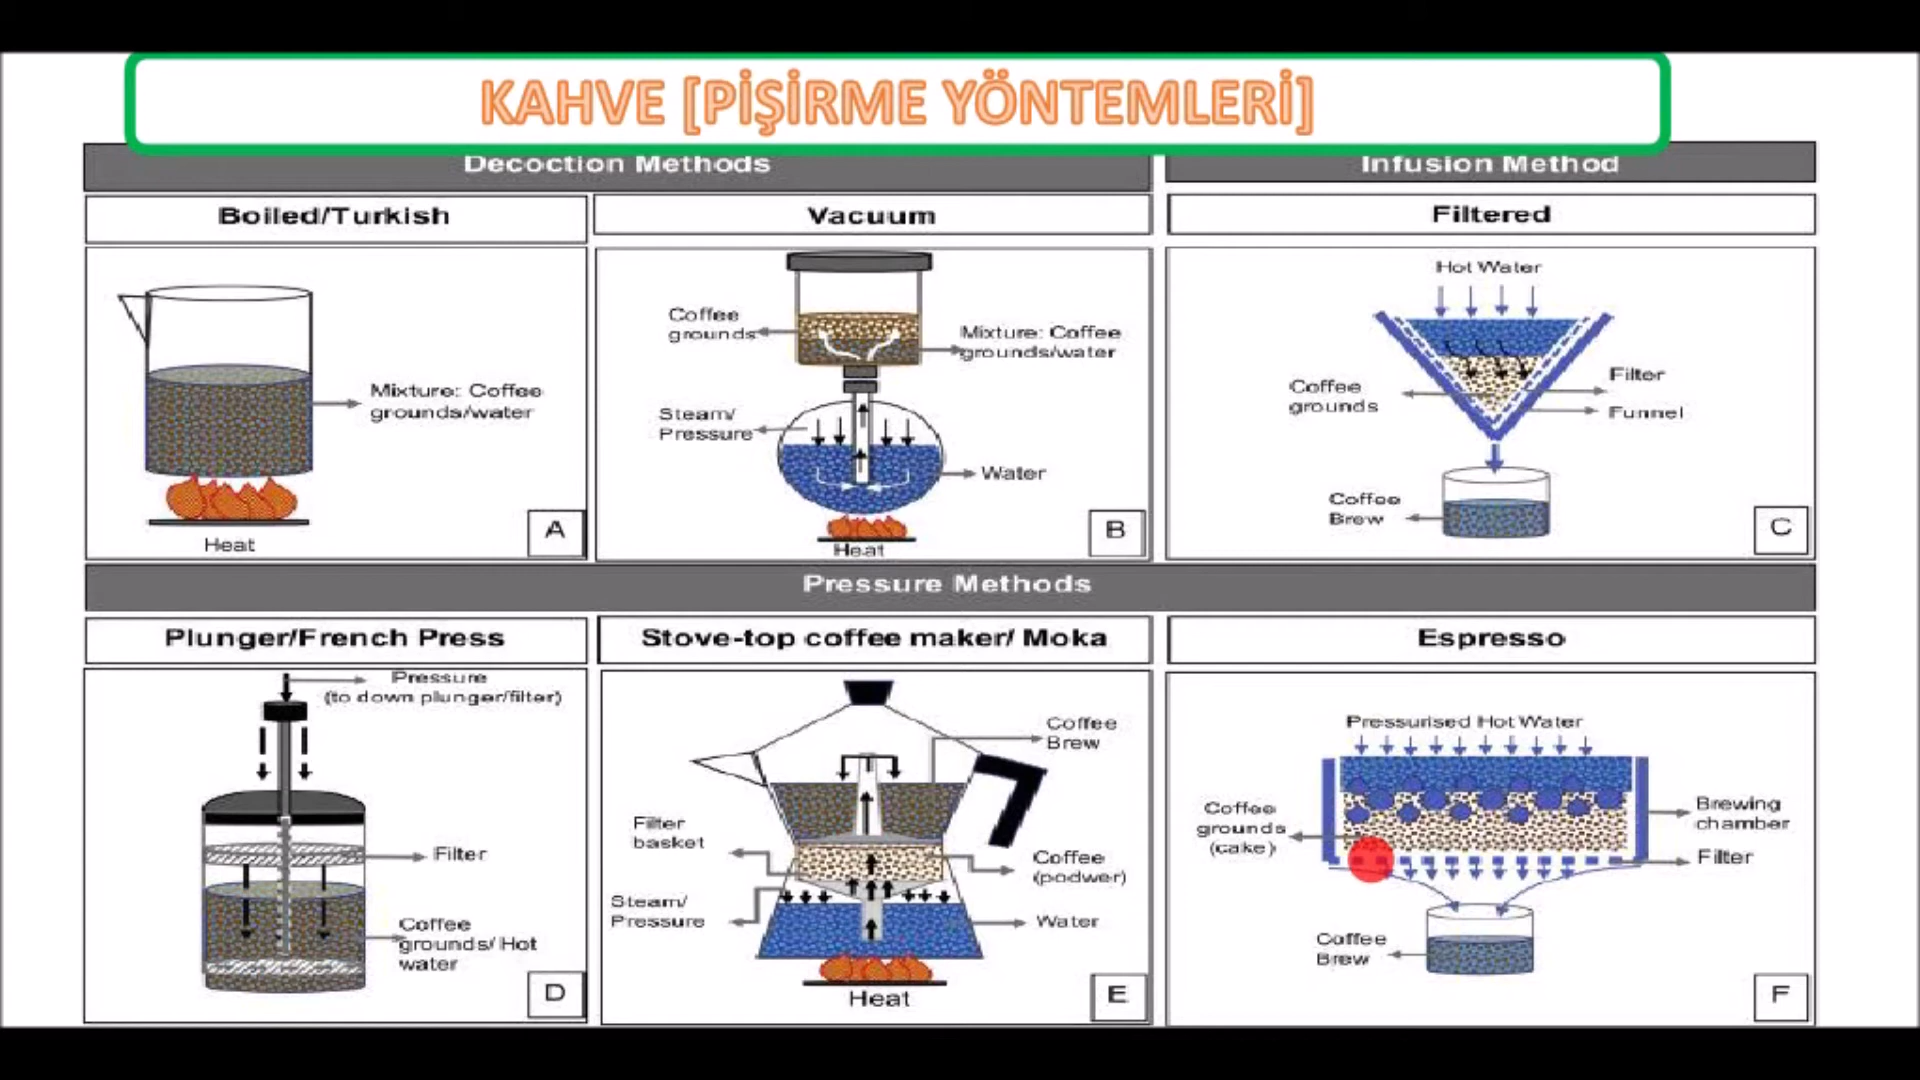 KAHVE [PİŞİRME YÖNTEMLERİ]
Decoction Methods
Infusion Method
Boiled/Turkish
Vacuum
Filtered
Mixture: Coffee
grounds/water
Heat
A
Coffee
grounds
Mixture: Coffee
grounds/water
Steam/
Pressure
Water
Heat
B
Hot Water
Coffee
grounds
Filter
Funnel
Coffee
Brew
C
Pressure Methods
Plunger/French Press
Stove-top coffee maker/ Moka
Espresso
Pressure
(to down plunger/filter)
Filter
Coffee
grounds/ Hot
water
D
Coffee
Brew
Filter
basket
Coffee
(podwer)
Steam/
Pressure
Water
Heat
E
Pressurised Hot Water
Coffee
grounds
(cake)
Brewing
chamber
Filter
Coffee
Brew
F